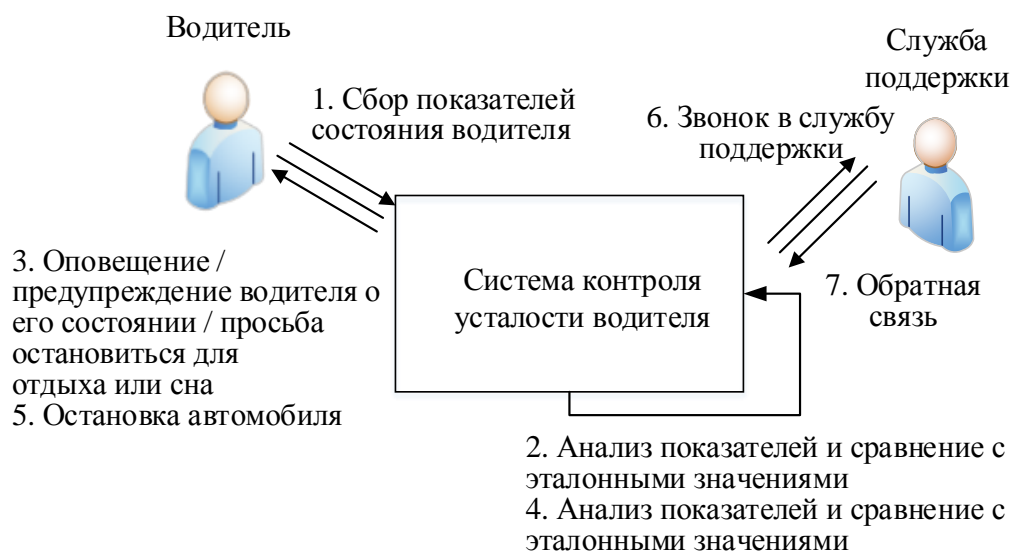 Водитель
Служба
поддержки
1. Сбор показателей
состояния водителя
6. Звонок в службу
поддержки
3. Оповещение /
предупреждение водителя о
его состоянии / просьба
остановиться для
отдыха или сна
5. Остановка автомобиля
Система контроля
усталости водителя
7. Обратная
связь
2. Анализ показателей и сравнение с
эталонными значениями
4. Анализ показателей и сравнение с
эталонными значениями